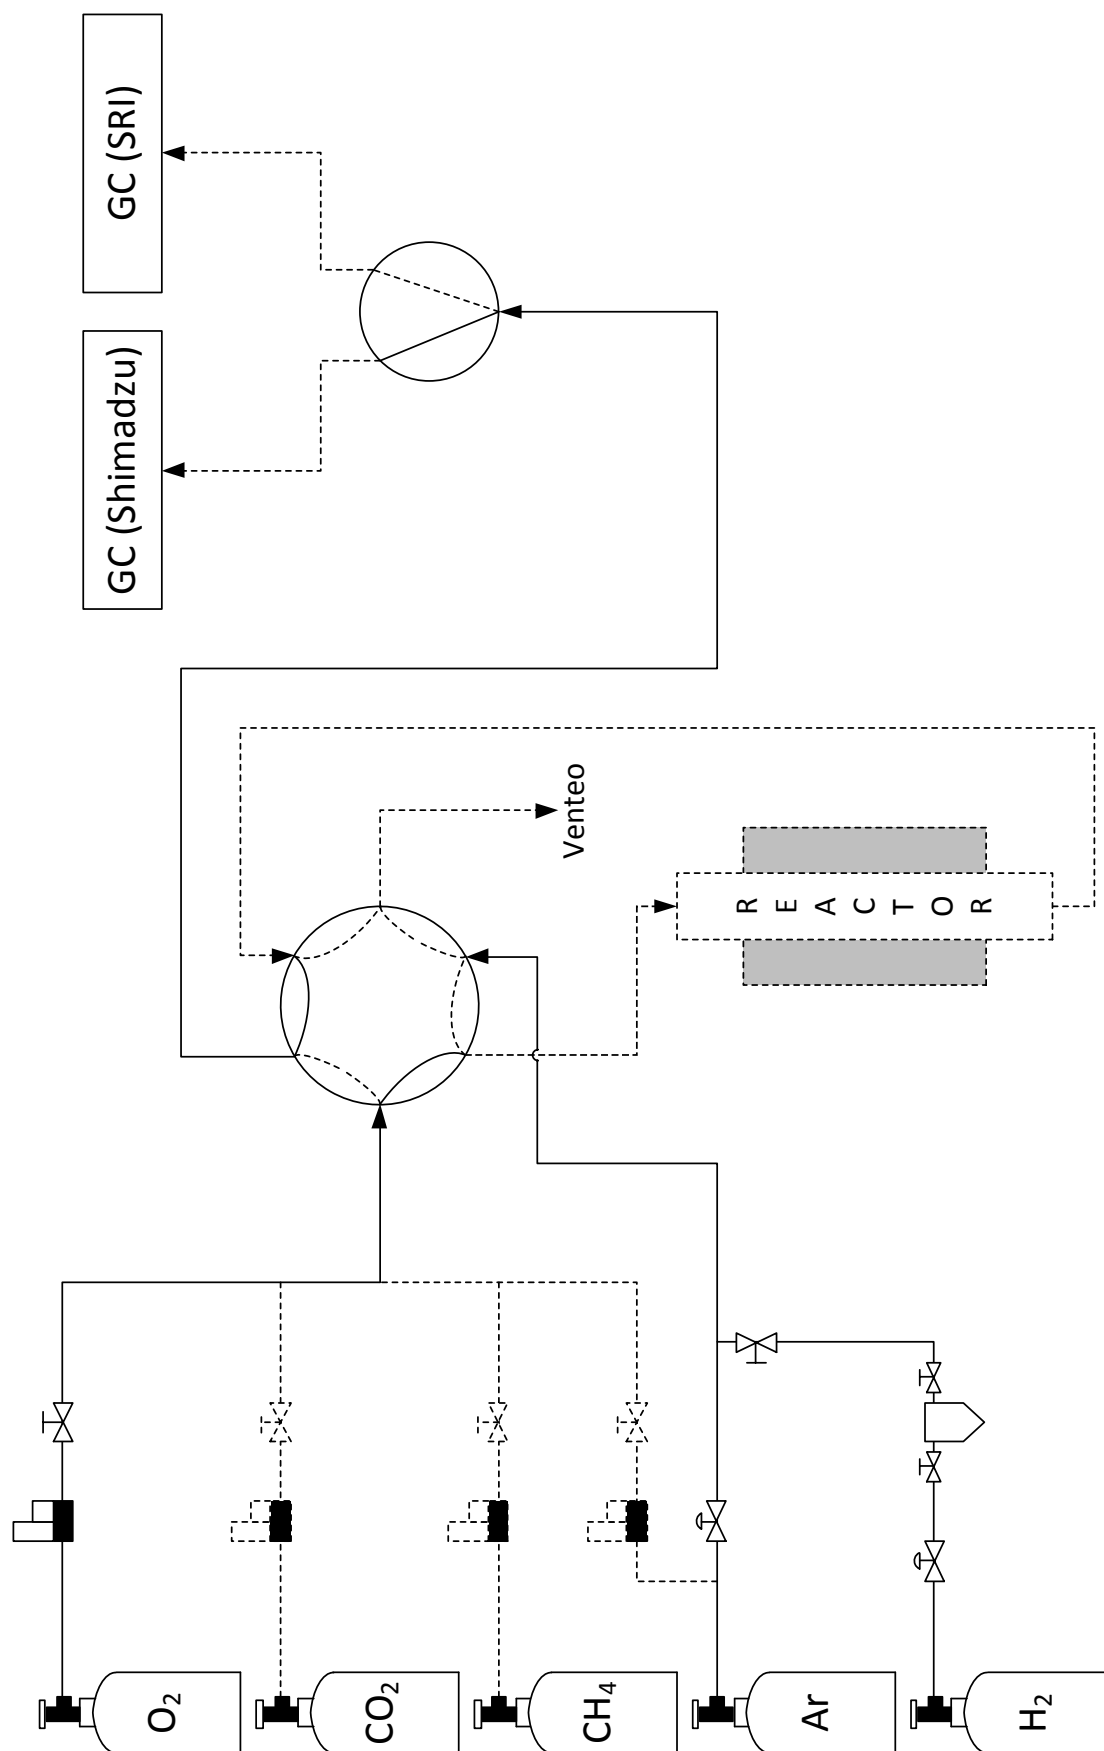 GC (SRI)
GC (Shimadzu)
Venteo
REACTOR
O₂
CO₂
CH₄
Ar
H₂